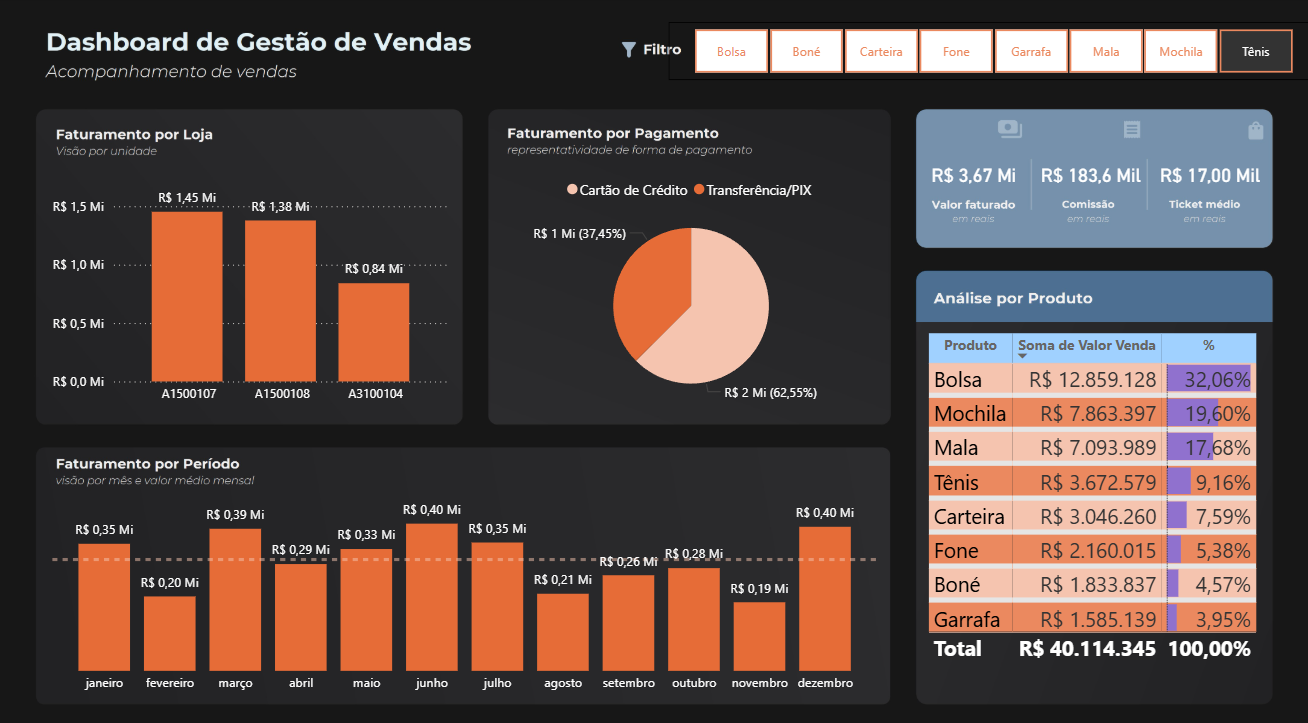 Dashboard de Gestão de Vendas
Acompanhamento de vendas
Filtro
Bolsa
Boné
Carteira
Fone
Garrafa
Mala
Mochila
Tênis
Faturamento por Loja
Visão por unidade
R$ 1,5 Mi
R$ 1,0 Mi
R$ 0,5 Mi
R$ 0,0 Mi
R$ 1,45 Mi
R$ 1,38 Mi
R$ 0,84 Mi
A1500107
A1500108
A3100104
Faturamento por Pagamento
representatividade de forma de pagamento
Cartão de Crédito
Transferência/PIX
R$ 1 Mi (37,45%)
R$ 2 Mi (62,55%)
R$ 3,67 Mi
Valor faturado
em reais
R$ 183,6 Mil
Comissão
em reais
R$ 17,00 Mil
Ticket médio
em reais
Faturamento por Período
visão por mês e valor médio mensal
R$ 0,35 Mi
R$ 0,20 Mi
R$ 0,39 Mi
R$ 0,29 Mi
R$ 0,33 Mi
R$ 0,40 Mi
R$ 0,35 Mi
R$ 0,21 Mi
R$ 0,26 Mi
R$ 0,28 Mi
R$ 0,19 Mi
R$ 0,40 Mi
janeiro
fevereiro
março
abril
maio
junho
julho
agosto
setembro
outubro
novembro
dezembro
Análise por Produto
Produto Soma de Valor Venda %
Bolsa R$ 12.859.128 32,06%
Mochila R$ 7.863.397 19,60%
Mala R$ 7.093.989 17,68%
Tênis R$ 3.672.579 9,16%
Carteira R$ 3.046.260 7,59%
Fone R$ 2.160.015 5,38%
Boné R$ 1.833.837 4,57%
Garrafa R$ 1.585.139 3,95%
Total R$ 40.114.345 100,00%